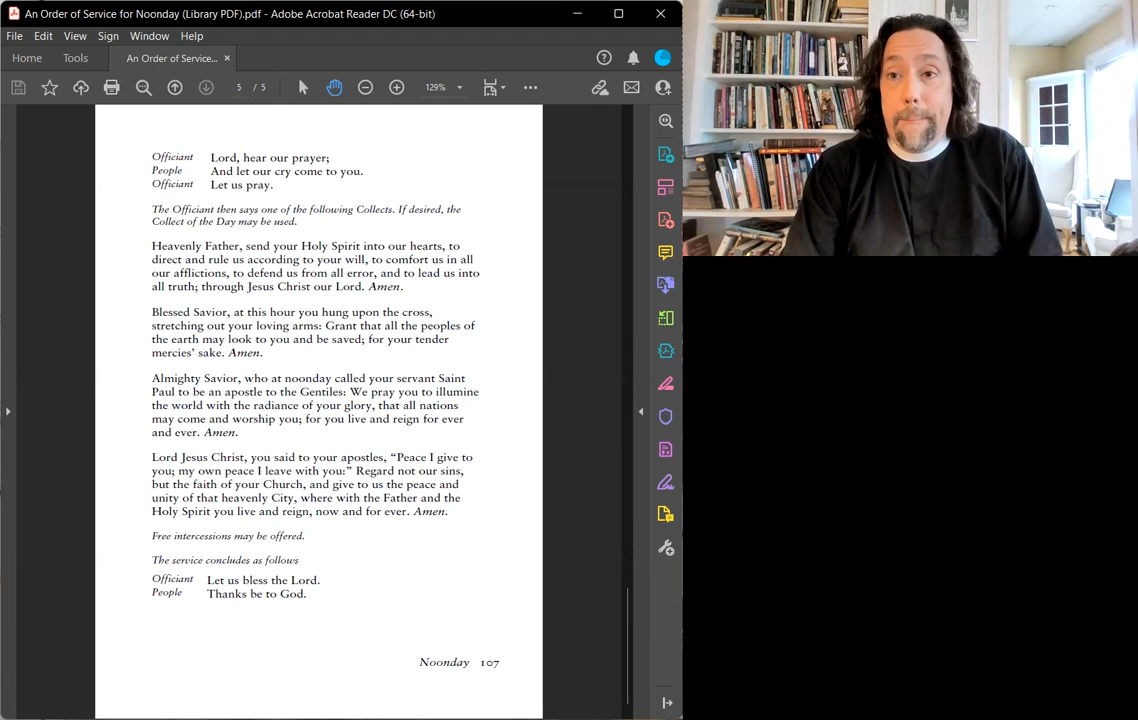 An Order of Service for Noonday (Library PDF).pdf - Adobe Acrobat Reader DC (64-bit)
File Edit View Sign Window Help
Home Tools An Order of Service... ×
5 / 5 129%
Officiant Lord, hear our prayer;
People And let our cry come to you.
Officiant Let us pray.
The Officiant then says one of the following Collects. If desired, the
Collect of the Day may be used.
Heavenly Father, send your Holy Spirit into our hearts, to
direct and rule us according to your will, to comfort us in all
our afflictions, to defend us from all error, and to lead us into
all truth; through Jesus Christ our Lord. Amen.
Blessed Savior, at this hour you hung upon the cross,
stretching out your loving arms: Grant that all the peoples of
the earth may look to you and be saved; for your tender
mercies' sake. Amen.
Almighty Savior, who at noonday called your servant Saint
Paul to be an apostle to the Gentiles: We pray you to illumine
the world with the radiance of your glory, that all nations
may come and worship you; for you live and reign for ever
and ever. Amen.
Lord Jesus Christ, you said to your apostles, “Peace I give to
you; my own peace I leave with you:” Regard not our sins,
but the faith of your Church, and give to us the peace and
unity of that heavenly City, where with the Father and the
Holy Spirit you live and reign, now and for ever. Amen.
Free intercessions may be offered.
The service concludes as follows
Officiant Let us bless the Lord.
People Thanks be to God.
Noonday 107